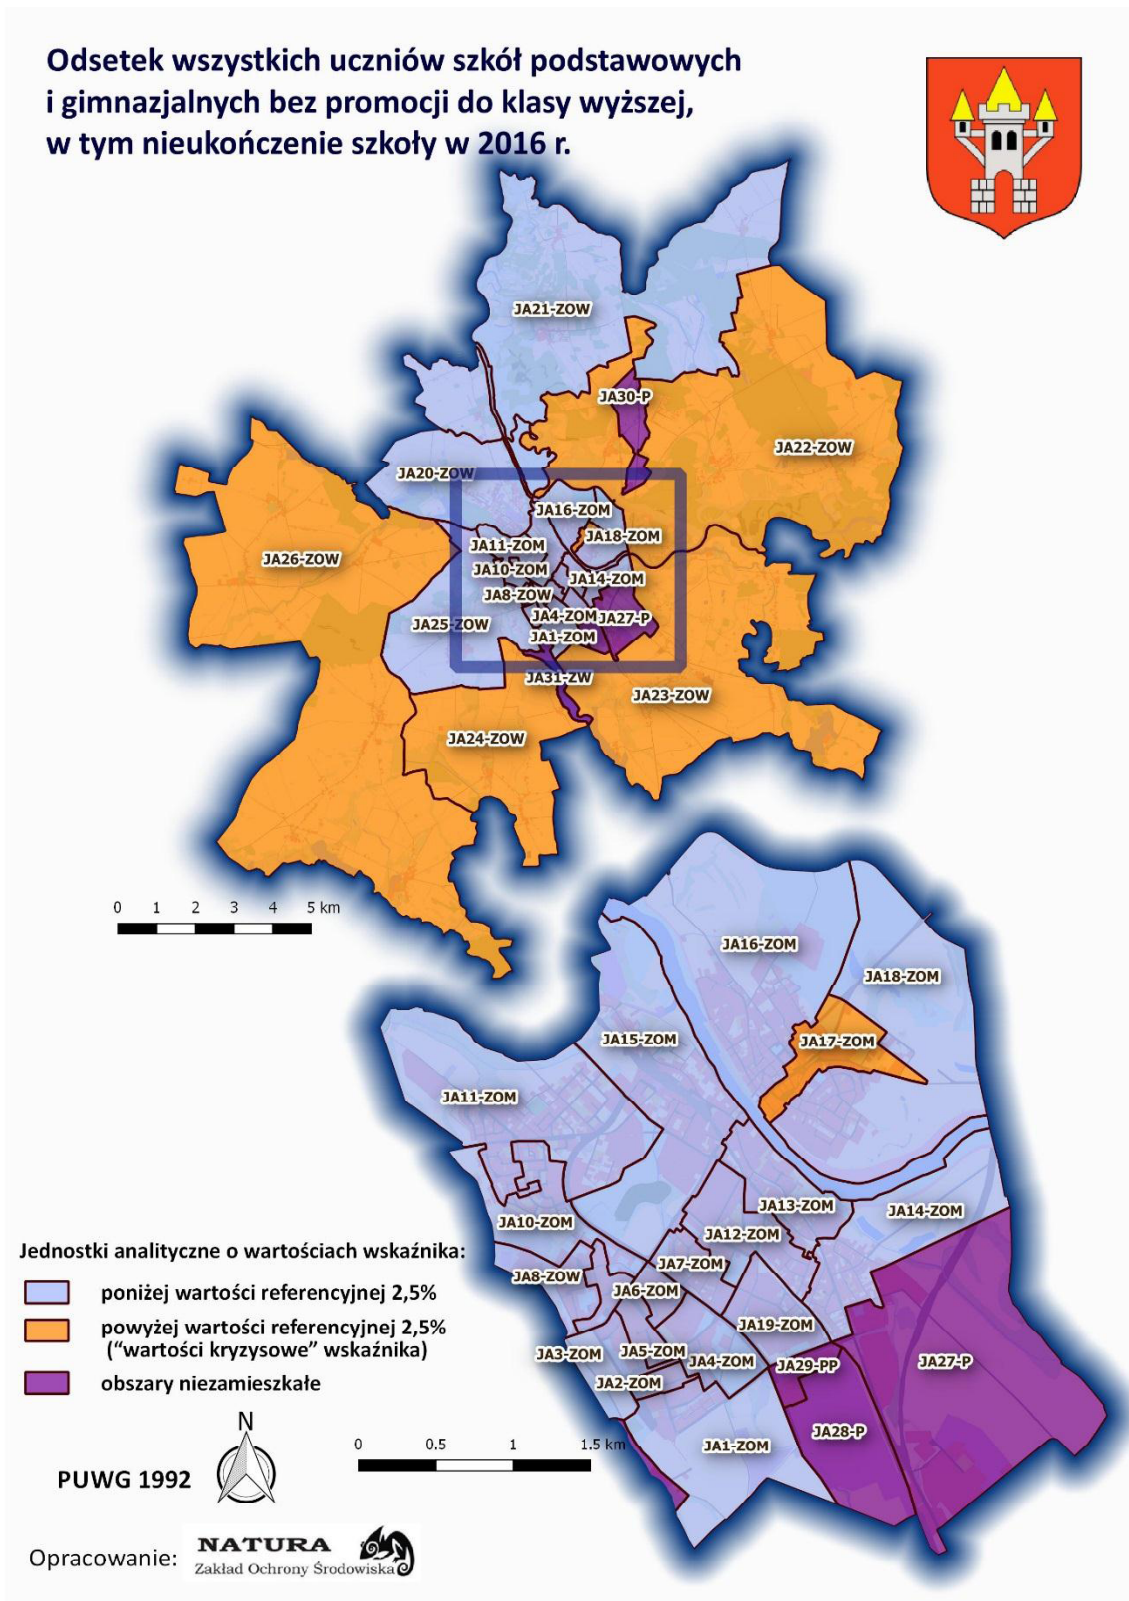 Odsetek wszystkich uczniów szkół podstawowych
i gimnazjalnych bez promocji do klasy wyższej,
w tym nieukończenie szkoły w 2016 r.
JA21-ZOW
JA30-P
JA22-ZOW
JA20-ZOW
JA16-ZOM
JA18-ZOM
JA11-ZOM
JA26-ZOW
JA10-ZOM
JA14-ZOM
JA8-ZOW
JA4-ZOM
JA27-P
JA25-ZOW
JA1-ZOM
JA31-ZW
JA23-ZOW
JA24-ZOW
0 1 2 3 4 5 km
JA16-ZOM
JA18-ZOM
JA15-ZOM
JA17-ZOM
JA11-ZOM
JA13-ZOM
JA14-ZOM
JA10-ZOM
JA12-ZOM
JA7-ZOM
JA8-ZOW
JA6-ZOM
JA19-ZOM
JA3-ZOM
JA5-ZOM
JA4-ZOM
JA29-PP
JA27-P
JA2-ZOM
JA28-P
JA1-ZOM
Jednostki analityczne o wartościach wskaźnika:
poniżej wartości referencyjnej 2,5%
powyżej wartości referencyjnej 2,5%
(“wartości kryzysowe” wskaźnika)
obszary niezamieszkałe
N
0 0.5 1 1.5 km
PUWG 1992
Opracowanie:
NATURA
Zakład Ochrony Środowiska